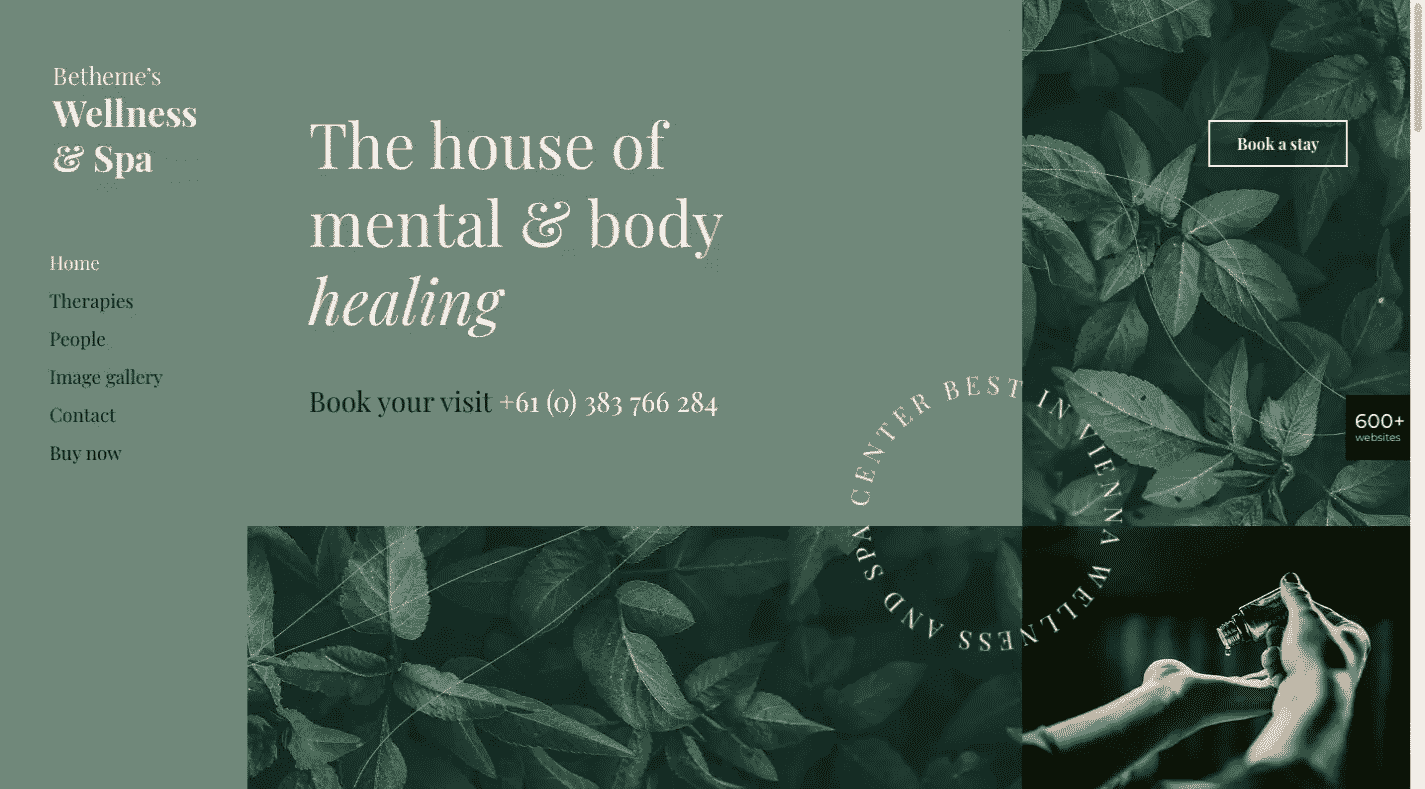 Betheme’s
Wellness
& Spa
Home
Therapies
People
Image gallery
Contact
Buy now
The house of
mental & body
healing
Book your visit +61 (0) 383 766 284
Book a stay
600+
websites
CENTER BEST IN VIENNA WELLNESS AND SPA